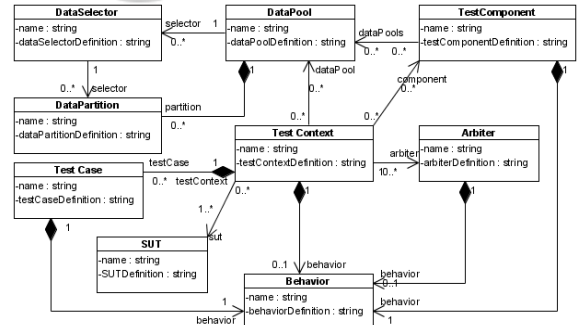 DataSelector
-name : string
-dataSelectorDefinition : string
selector
1
0..*
DataPool
-name : string
-dataPoolDefinition : string
dataPools
0..*
0..*
TestComponent
-name : string
-testComponentDefinition : string
1
0..*
selector
1
dataPool
component
0..*
1
DataPartition
-name : string
-dataPartitionDefinition : string
partition
0..*
0..*
0..*
Test Context
-name : string
-testContextDefinition : string
arbiter
10..*
Arbiter
-name : string
-arbiterDefinition : string
Test Case
-name : string
-testCaseDefinition : string
testCase
1
0..*
testContext
0..*
1
1
1
1..*
sut
SUT
-name : string
-SUTDefinition : string
0..1
behavior
behavior
0..1
Behavior
-name : string
-behaviorDefinition : string
1
behavior
behavior
1